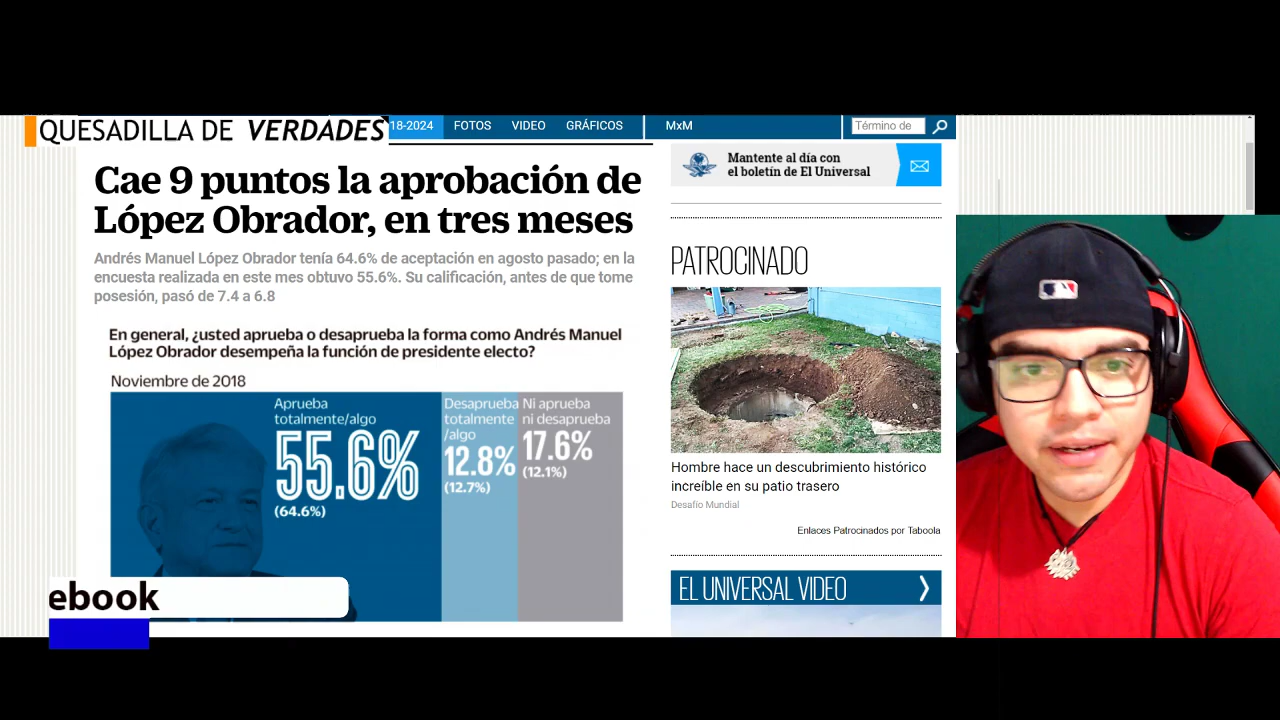 QUESADILLA DE VERDADES
18-2024 FOTOS VIDEO GRÁFICOS MxM Término de
Cae 9 puntos la aprobación de
López Obrador, en tres meses
Andrés Manuel López Obrador tenía 64.6% de aceptación en agosto pasado; en la
encuesta realizada en este mes obtuvo 55.6%. Su calificación, antes de que tome
posesión, pasó de 7.4 a 6.8
En general, ¿usted aprueba o desaprueba la forma como Andrés Manuel
López Obrador desempeña la función de presidente electo?
Noviembre de 2018
Aprueba
totalmente/algo
55.6%
(64.6%)
Desaprueba
totalmente
/algo
12.8%
(12.7%)
Ni aprueba
ni desaprueba
17.6%
(12.1%)
ebook
Mantente al día con
el boletín de El Universal
PATROCINADO
Hombre hace un descubrimiento histórico
increíble en su patio trasero
Desafío Mundial
Enlaces Patrocinados por Taboola
EL UNIVERSAL VIDEO